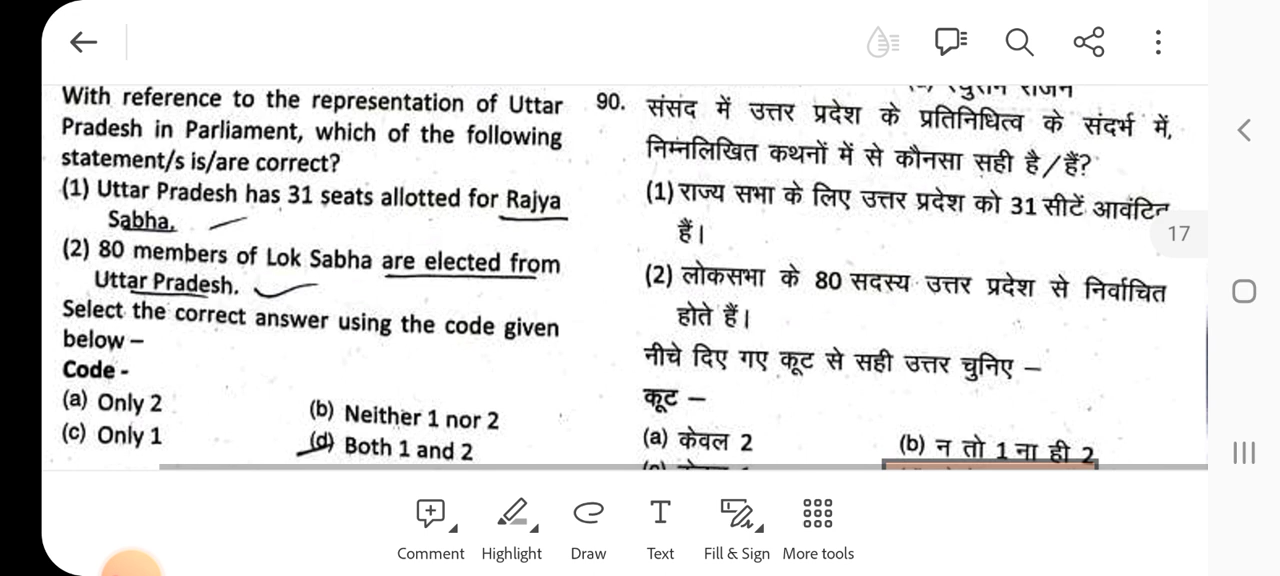 With reference to the representation of Uttar
Pradesh in Parliament, which of the following
statement/s is/are correct?
(1) Uttar Pradesh has 31 seats allotted for Rajya
Sabha.
(2) 80 members of Lok Sabha are elected from
Uttar Pradesh.
Select the correct answer using the code given
below –
Code -
(a) Only 2
(b) Neither 1 nor 2
(c) Only 1
(d) Both 1 and 2
90. संसद में उत्तर प्रदेश के प्रतिनिधित्व के संदर्भ में,
निम्नलिखित कथनों में से कौनसा सही है/हैं?
(1) राज्य सभा के लिए उत्तर प्रदेश को 31 सीटें आवंटित
हैं।
(2) लोकसभा के 80 सदस्य उत्तर प्रदेश से निर्वाचित
होते हैं।
नीचे दिए गए कूट से सही उत्तर चुनिए –
कूट –
(a) केवल 2
(b) न तो 1 ना ही 2
17
Comment
Highlight
Draw
Text
Fill & Sign
More tools